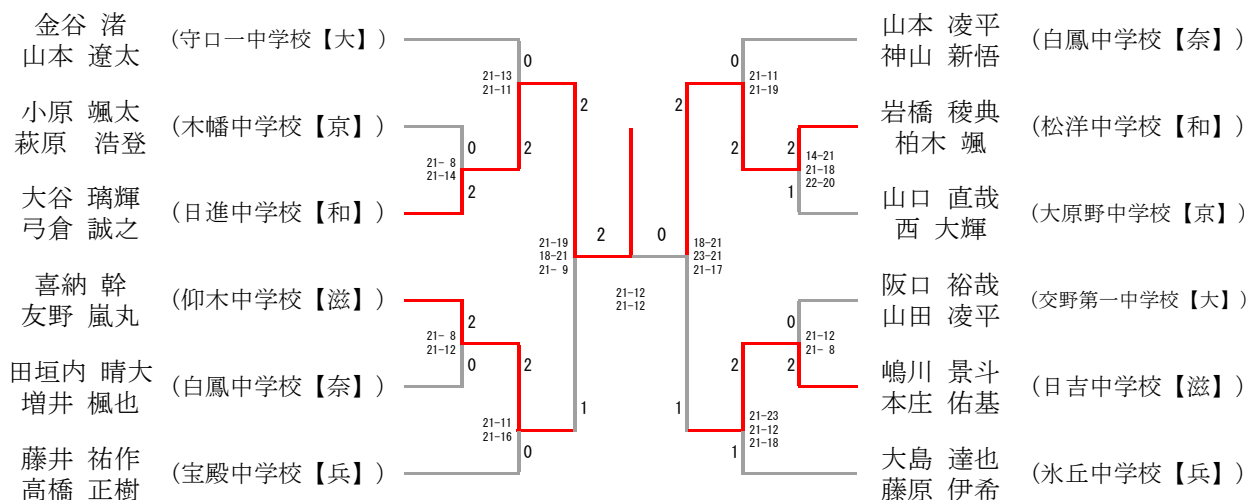 金谷 渚
山本 遼太
(守口一中学校【大】)
小原 颯太
萩原 浩登
(木幡中学校【京】)
大谷 璃輝
弓倉 誠之
(日進中学校【和】)
喜納 幹
友野 嵐丸
(仰木中学校【滋】)
田垣内 晴大
増井 楓也
(白鳳中学校【奈】)
藤井 祐作
高橋 正樹
(宝殿中学校【兵】)
0
21-13
21-11
2
0
21- 8
21-14
2
2
21-19
18-21
21- 9
2
2
21- 8
21-12
0
2
21-11
21-16
0
1
21-12
21-12
0
2
0
21-11
21-19
2
2
14-21
21-18
22-20
1
18-21
23-21
21-17
0
21-12
21- 8
2
2
1
21-23
21-12
21-18
1
山本 凌平
神山 新悟
(白鳳中学校【奈】)
岩橋 稜典
柏木 颯
(松洋中学校【和】)
山口 直哉
西 大輝
(大原野中学校【京】)
阪口 裕哉
山田 凌平
(交野第一中学校【大】)
嶋川 景斗
本庄 佑基
(日吉中学校【滋】)
大島 達也
藤原 伊希
(氷丘中学校【兵】)